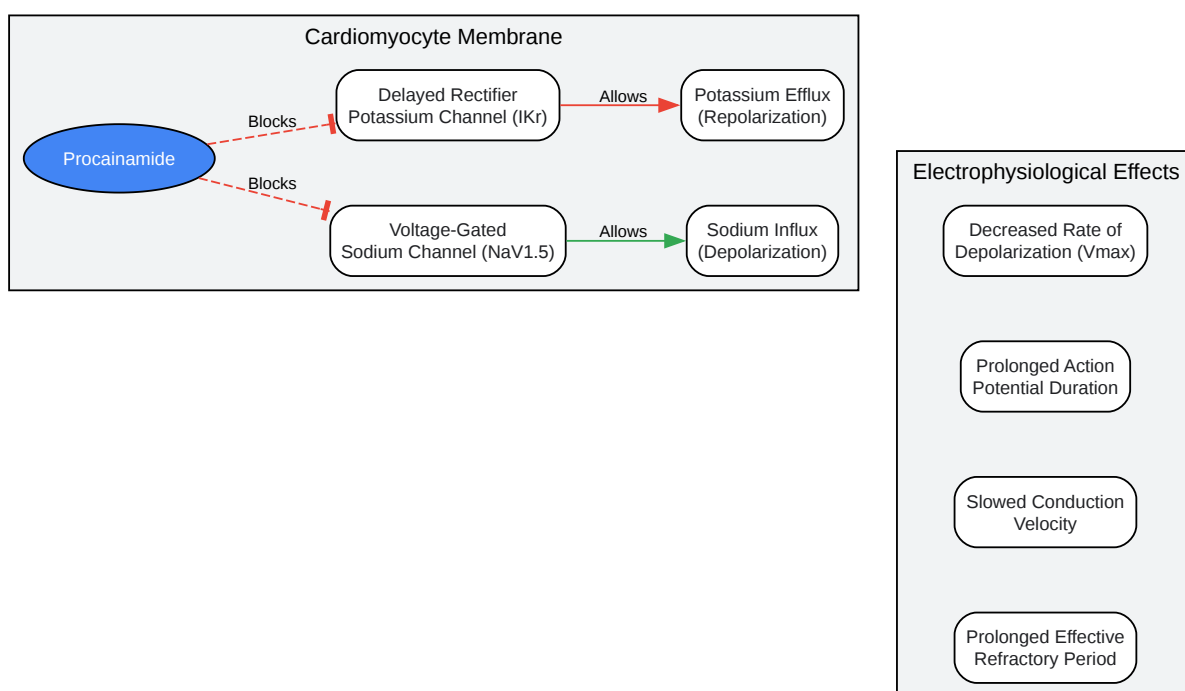 Cardiomyocyte Membrane
Procainamide
Blocks
Blocks
Delayed Rectifier
Potassium Channel (IKr)
Allows
Potassium Efflux
(Repolarization)
Voltage-Gated
Sodium Channel (NaV1.5)
Allows
Sodium Influx
(Depolarization)
Electrophysiological Effects
Decreased Rate of
Depolarization (Vmax)
Prolonged Action
Potential Duration
Slowed Conduction
Velocity
Prolonged Effective
Refractory Period